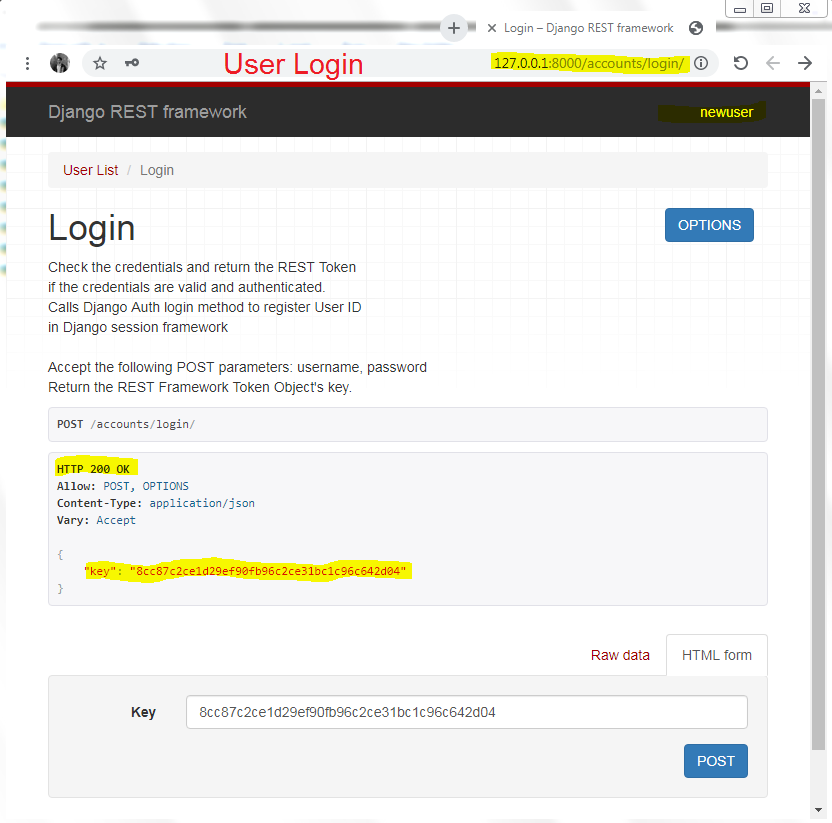 Login – Django REST framework
User Login
127.0.0.1:8000/accounts/login/
Django REST framework
newuser
User List / Login
Login
OPTIONS
Check the credentials and return the REST Token
if the credentials are valid and authenticated.
Calls Django Auth login method to register User ID
in Django session framework
Accept the following POST parameters: username, password
Return the REST Framework Token Object's key.
POST /accounts/login/
HTTP 200 OK
Allow: POST, OPTIONS
Content-Type: application/json
Vary: Accept
{
"key": "8cc87c2ce1d29ef90fb96c2ce31bc1c96c642d04"
}
Raw data
HTML form
Key
8cc87c2ce1d29ef90fb96c2ce31bc1c96c642d04
POST